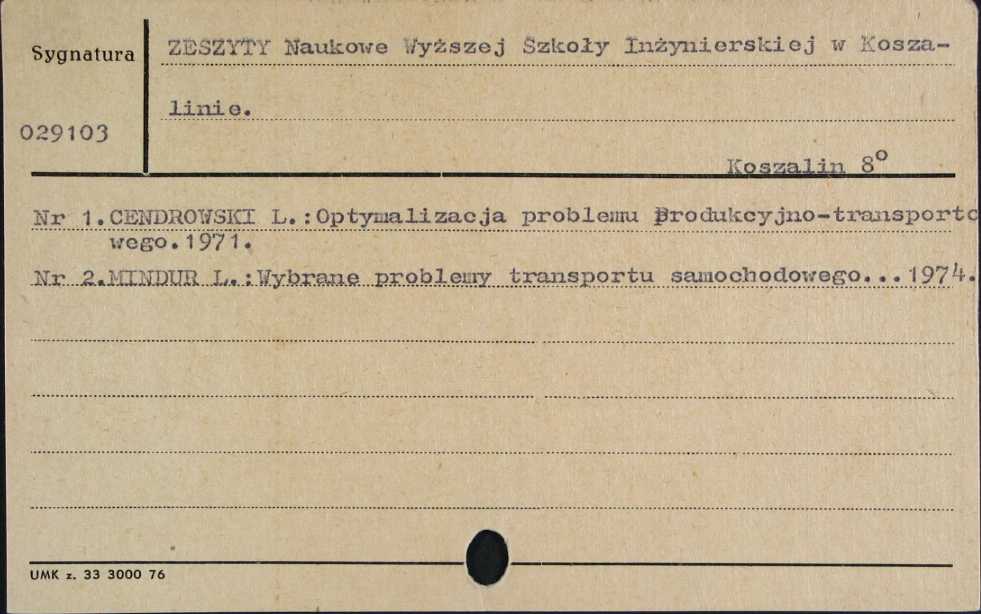 Sygnatura
029103
ZESZYTY Naukowe Wyższej Szkoły Inżynierskiej w Kosza-
linie.
Koszalin 8°
Nr 1.CENDROWSKI L.:Optymalizacja problemu produkcyjno-transporto
wego.1971.
Nr 2.MINDUR L.:Wybrane problemy transportu samochodowego...1974.
UMK z. 33 3000 76